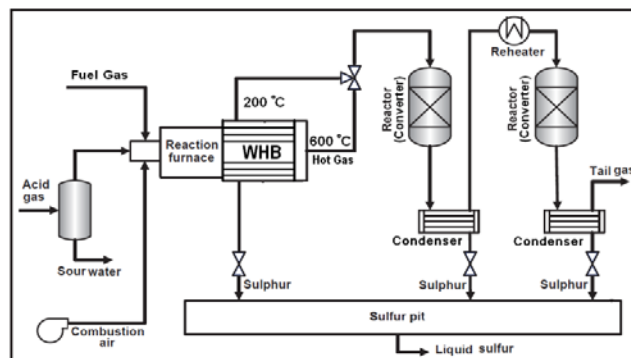 Fuel Gas
Acid
gas
Sour water
Combustion
air
Reaction
furnace
WHB
200 °C
600 °C
Hot Gas
Reactor
(Converter)
Reheater
Reactor
(Converter)
Tail gas
Condenser
Condenser
Sulphur
Sulphur
Sulphur
Sulfur pit
Liquid sulfur